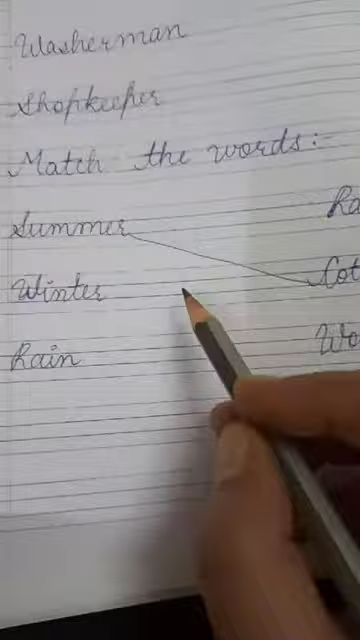 Washerman
Shopkeeper
Match the words:-
Summer
Winter
Rain